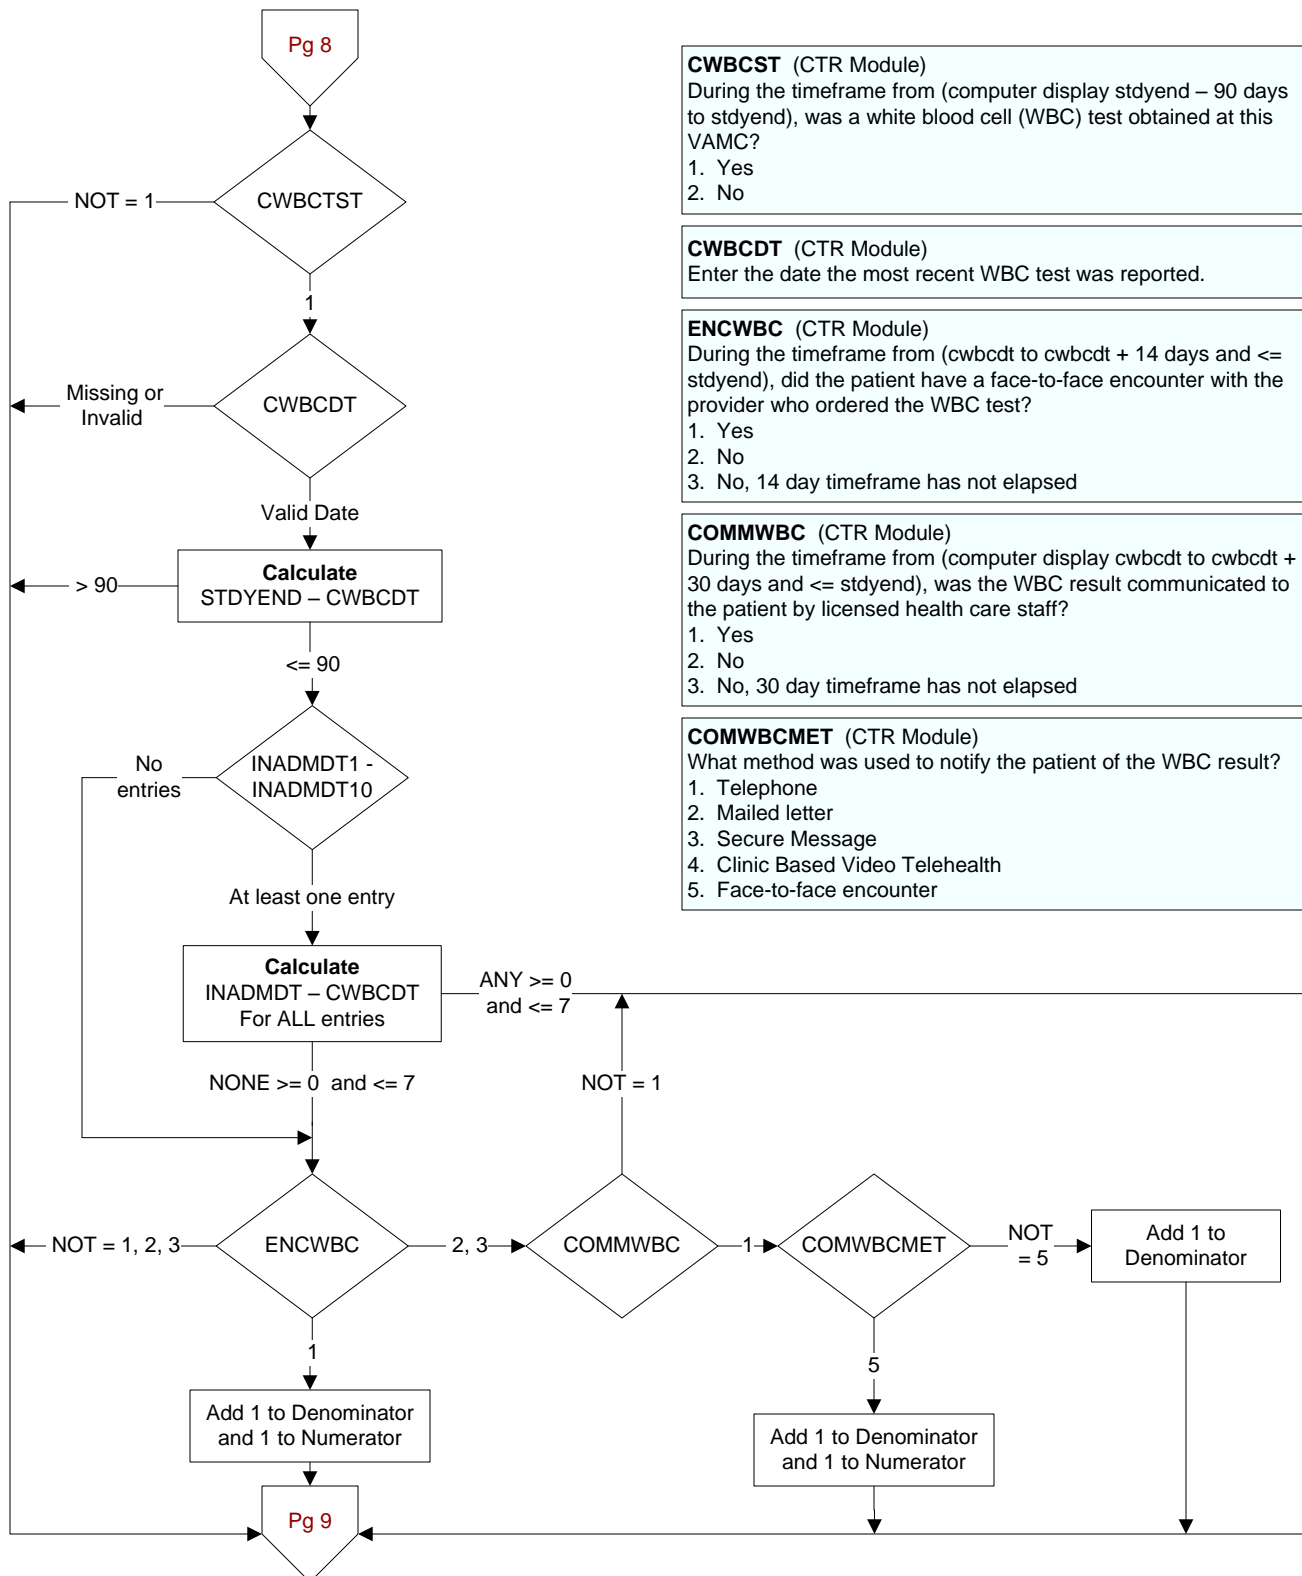 Pg 8
CWBCTST
NOT = 1
1
CWBCDT
Missing or
Invalid
Valid Date
Calculate
STDYEND – CWBCDT
> 90
<= 90
INADMDT1 -
INADMDT10
No
entries
At least one entry
Calculate
INADMDT – CWBCDT
For ALL entries
ANY >= 0
and <= 7
NONE >= 0 and <= 7
NOT = 1
ENCWBC
NOT = 1, 2, 3
2, 3
COMMWBC
1
COMWBCMET
NOT
= 5
Add 1 to
Denominator
1
5
Add 1 to Denominator
and 1 to Numerator
Add 1 to Denominator
and 1 to Numerator
Pg 9
CWBCST (CTR Module)
During the timeframe from (computer display stdyend – 90 days
to stdyend), was a white blood cell (WBC) test obtained at this
VAMC?
1. Yes
2. No
CWBCDT (CTR Module)
Enter the date the most recent WBC test was reported.
ENCWBC (CTR Module)
During the timeframe from (cwbcdt to cwbcdt + 14 days and <=
stdyend), did the patient have a face-to-face encounter with the
provider who ordered the WBC test?
1. Yes
2. No
3. No, 14 day timeframe has not elapsed
COMMWBC (CTR Module)
During the timeframe from (computer display cwbcdt to cwbcdt +
30 days and <= stdyend), was the WBC result communicated to
the patient by licensed health care staff?
1. Yes
2. No
3. No, 30 day timeframe has not elapsed
COMWBCMET (CTR Module)
What method was used to notify the patient of the WBC result?
1. Telephone
2. Mailed letter
3. Secure Message
4. Clinic Based Video Telehealth
5. Face-to-face encounter